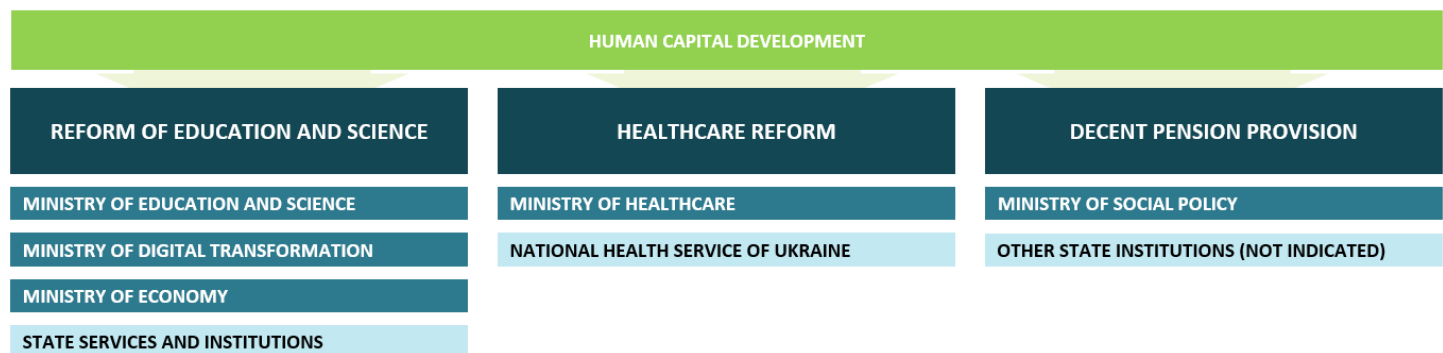 HUMAN CAPITAL DEVELOPMENT
REFORM OF EDUCATION AND SCIENCE
MINISTRY OF EDUCATION AND SCIENCE
MINISTRY OF DIGITAL TRANSFORMATION
MINISTRY OF ECONOMY
STATE SERVICES AND INSTITUTIONS
HEALTHCARE REFORM
MINISTRY OF HEALTHCARE
NATIONAL HEALTH SERVICE OF UKRAINE
DECENT PENSION PROVISION
MINISTRY OF SOCIAL POLICY
OTHER STATE INSTITUTIONS (NOT INDICATED)